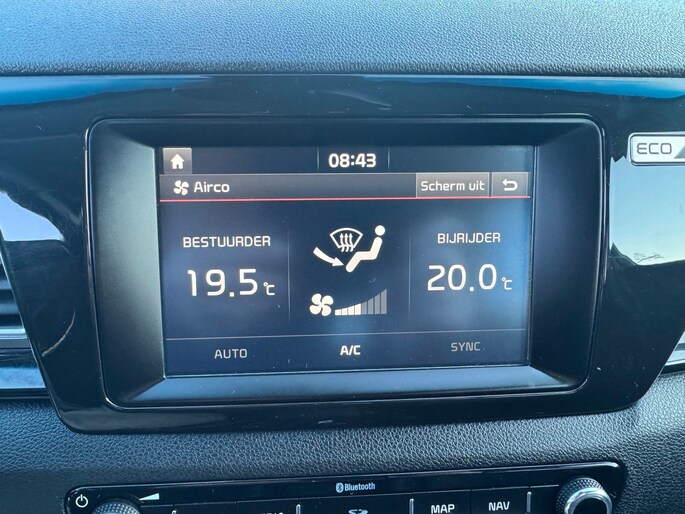 08:43
Airco Scherm uit
ECO
BESTUURDER BIJRIJDER
19.5°C 20.0°C
AUTO A/C SYNC
Bluetooth
MAP NAV